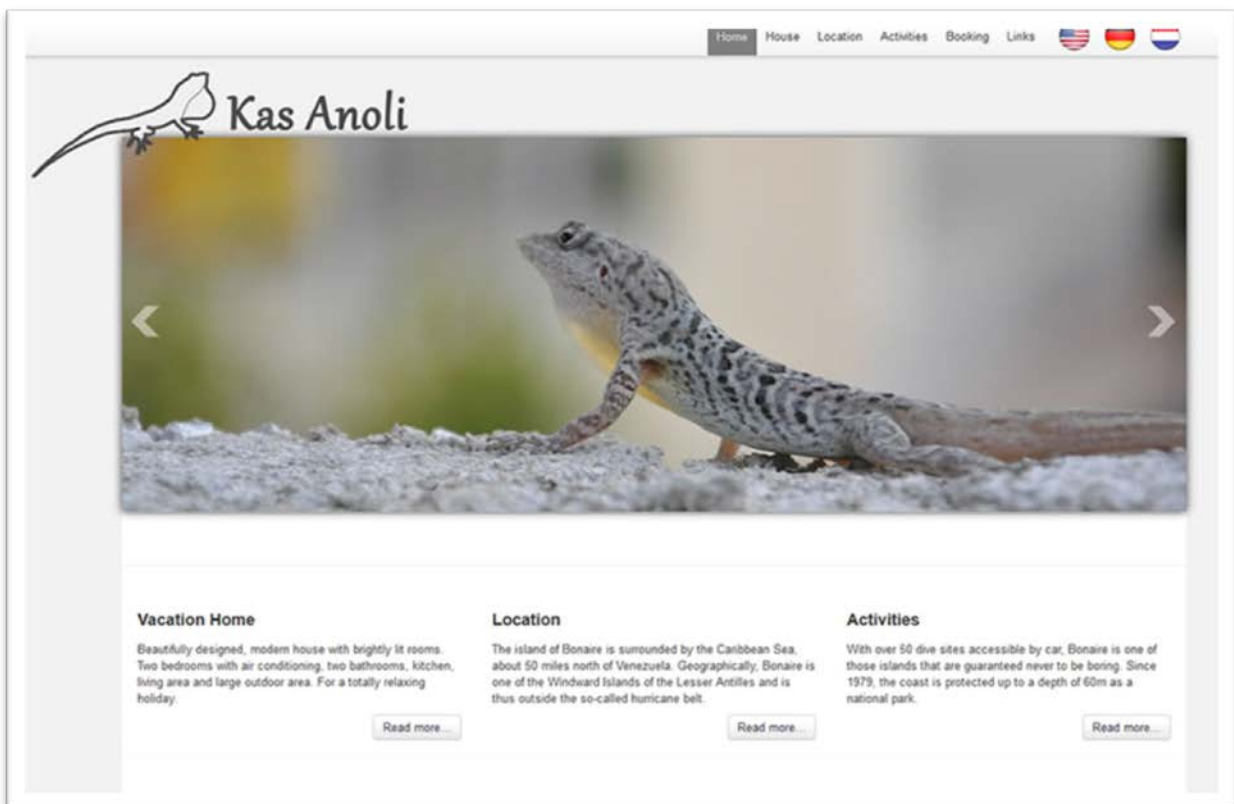 Home House Location Activities Booking Links
Kas Anoli
Vacation Home
Beautifully designed, modern house with brightly lit rooms.
Two bedrooms with air conditioning, two bathrooms, kitchen,
living area and large outdoor area. For a totally relaxing
holiday.
Read more...
Location
The island of Bonaire is surrounded by the Caribbean Sea,
about 50 miles north of Venezuela. Geographically, Bonaire is
one of the Windward Islands of the Lesser Antilles and is
thus outside the so-called hurricane belt.
Read more...
Activities
With over 50 dive sites accessible by car, Bonaire is one of
those islands that are guaranteed never to be boring. Since
1979, the coast is protected up to a depth of 60m as a
national park.
Read more...